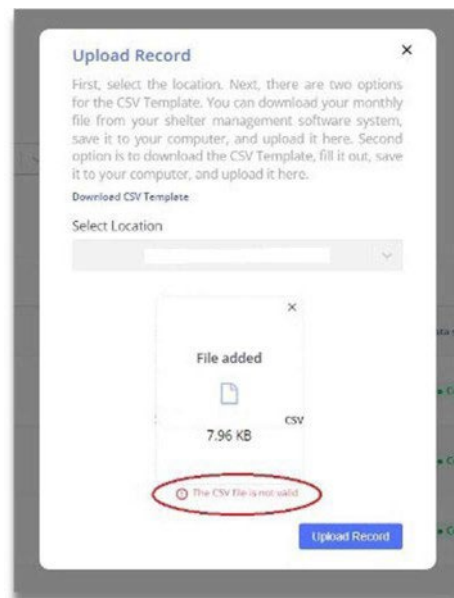 Upload Record
First, select the location. Next, there are two options
for the CSV Template. You can download your monthly
file from your shelter management software system,
save it to your computer, and upload it here. Second
option is to download the CSV Template, fill it out, save
it to your computer, and upload it here.
Download CSV Template
Select Location
File added
CSV
7.96 KB
The CSV file is not valid
Upload Record